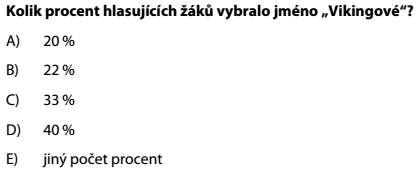 Kolik procent hlasujících žáků vybralo jméno „Vikingové“?
A) 20 %
B) 22 %
C) 33 %
D) 40 %
E) jiný počet procent